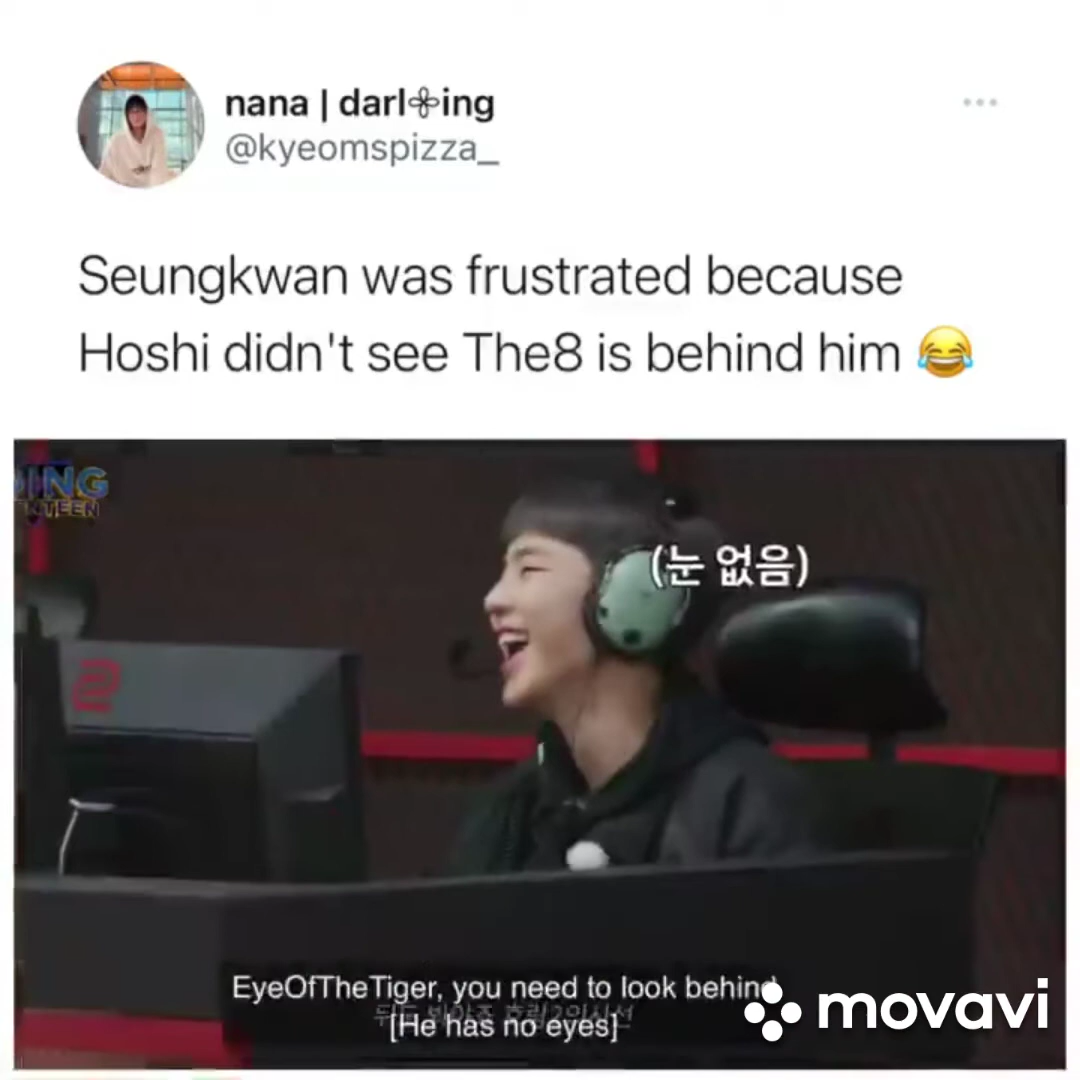 nana | darl⌖ing
@kyeomspizza_
Seungkwan was frustrated because
Hoshi didn't see The8 is behind him 😂
ING
TEEN
(눈 없음)
EyeOfTheTiger, you need to look behind
[He has no eyes]
movavi